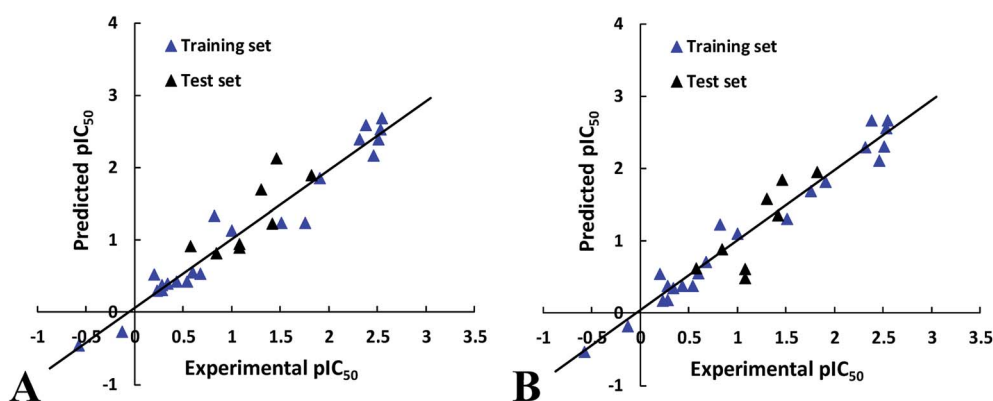 4
Training set
Test set
3
2
1
0
-1
Predicted pIC50
-1 -0.5 0 0.5 1 1.5 2 2.5 3 3.5
Experimental pIC50
A
4
Training set
Test set
3
2
1
0
-1
Predicted pIC50
-1 -0.5 0 0.5 1 1.5 2 2.5 3 3.5
Experimental pIC50
B